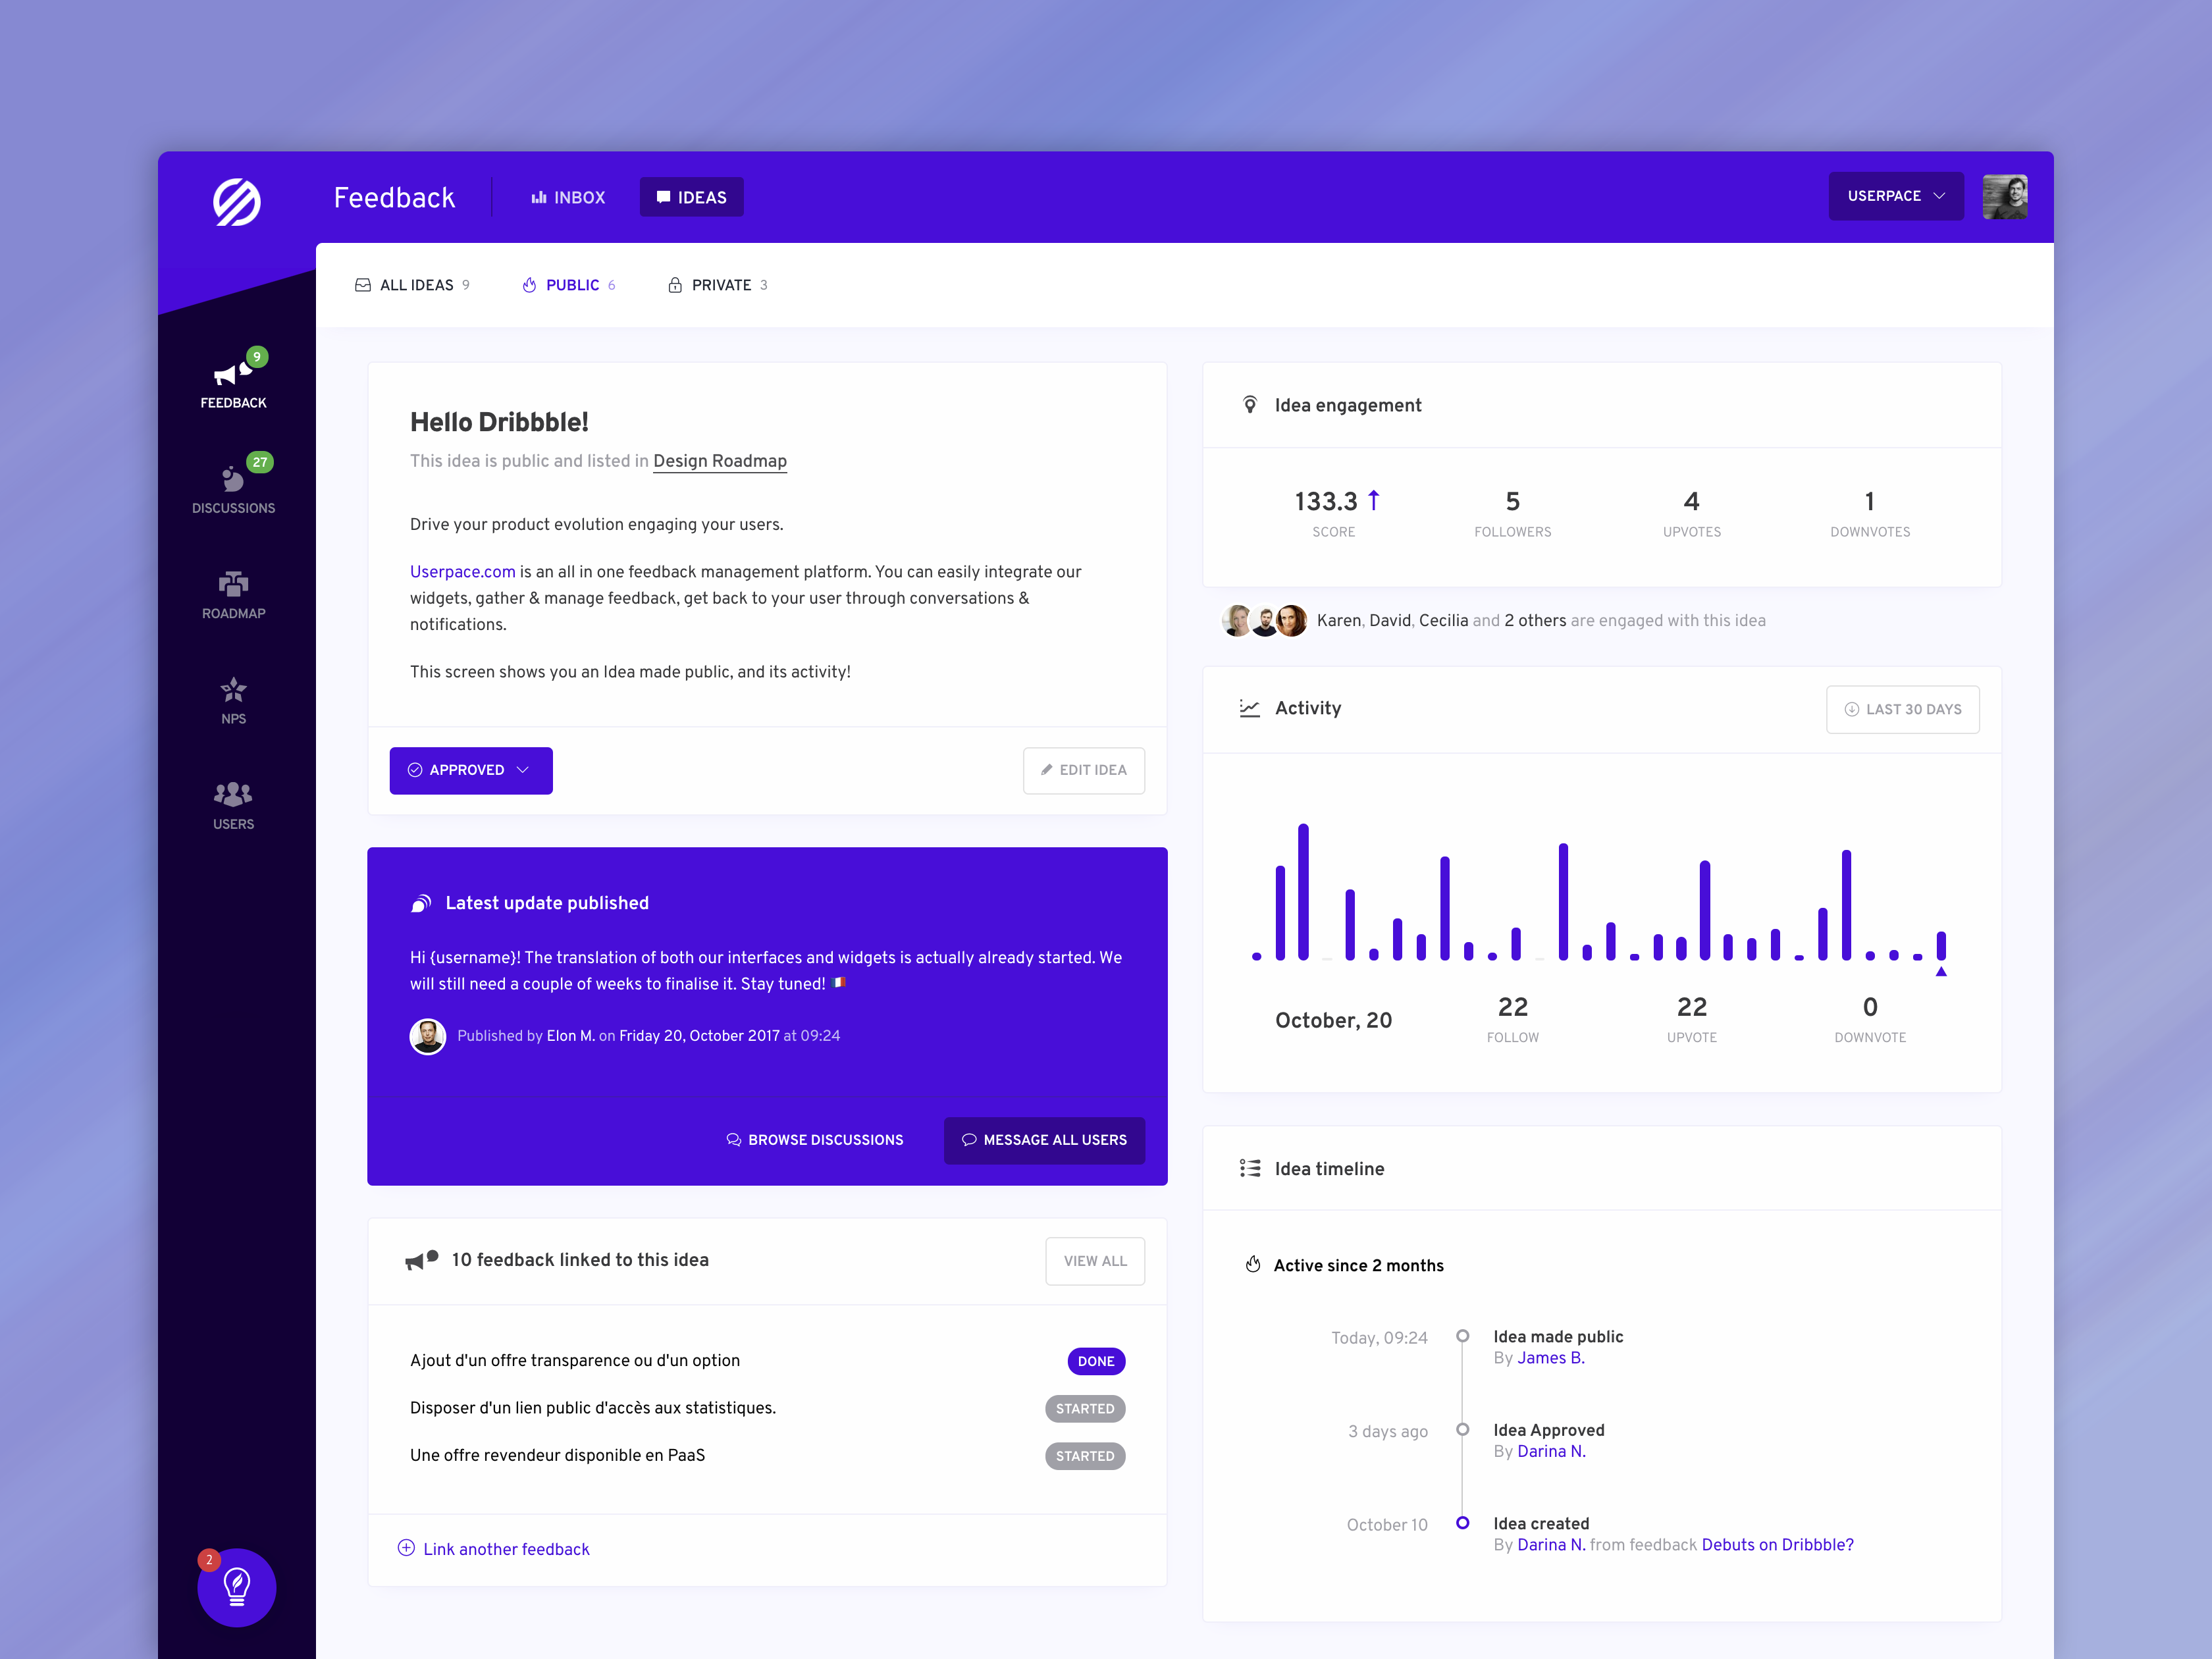 Feedback
INBOX
IDEAS
USERPACE
ALL IDEAS 9
PUBLIC 6
PRIVATE 3
9
FEEDBACK
27
DISCUSSIONS
ROADMAP
NPS
USERS
2
Hello Dribbble!
This idea is public and listed in Design Roadmap
Drive your product evolution engaging your users.
Userpace.com is an all in one feedback management platform. You can easily integrate our
widgets, gather & manage feedback, get back to your user through conversations &
notifications.
This screen shows you an Idea made public, and its activity!
APPROVED
EDIT IDEA
Latest update published
Hi {username}! The translation of both our interfaces and widgets is actually already started. We
will still need a couple of weeks to finalise it. Stay tuned! 🇫🇷
Published by Elon M. on Friday 20, October 2017 at 09:24
BROWSE DISCUSSIONS
MESSAGE ALL USERS
10 feedback linked to this idea
VIEW ALL
Ajout d'un offre transparence ou d'un option
DONE
Disposer d'un lien public d'accès aux statistiques.
STARTED
Une offre revendeur disponible en PaaS
STARTED
Link another feedback
Idea engagement
133.3
SCORE
5
FOLLOWERS
4
UPVOTES
1
DOWNVOTES
Karen, David, Cecilia and 2 others are engaged with this idea
Activity
LAST 30 DAYS
October, 20
22
FOLLOW
22
UPVOTE
0
DOWNVOTE
Idea timeline
Active since 2 months
Today, 09:24
Idea made public
By James B.
3 days ago
Idea Approved
By Darina N.
October 10
Idea created
By Darina N. from feedback Debuts on Dribbble?